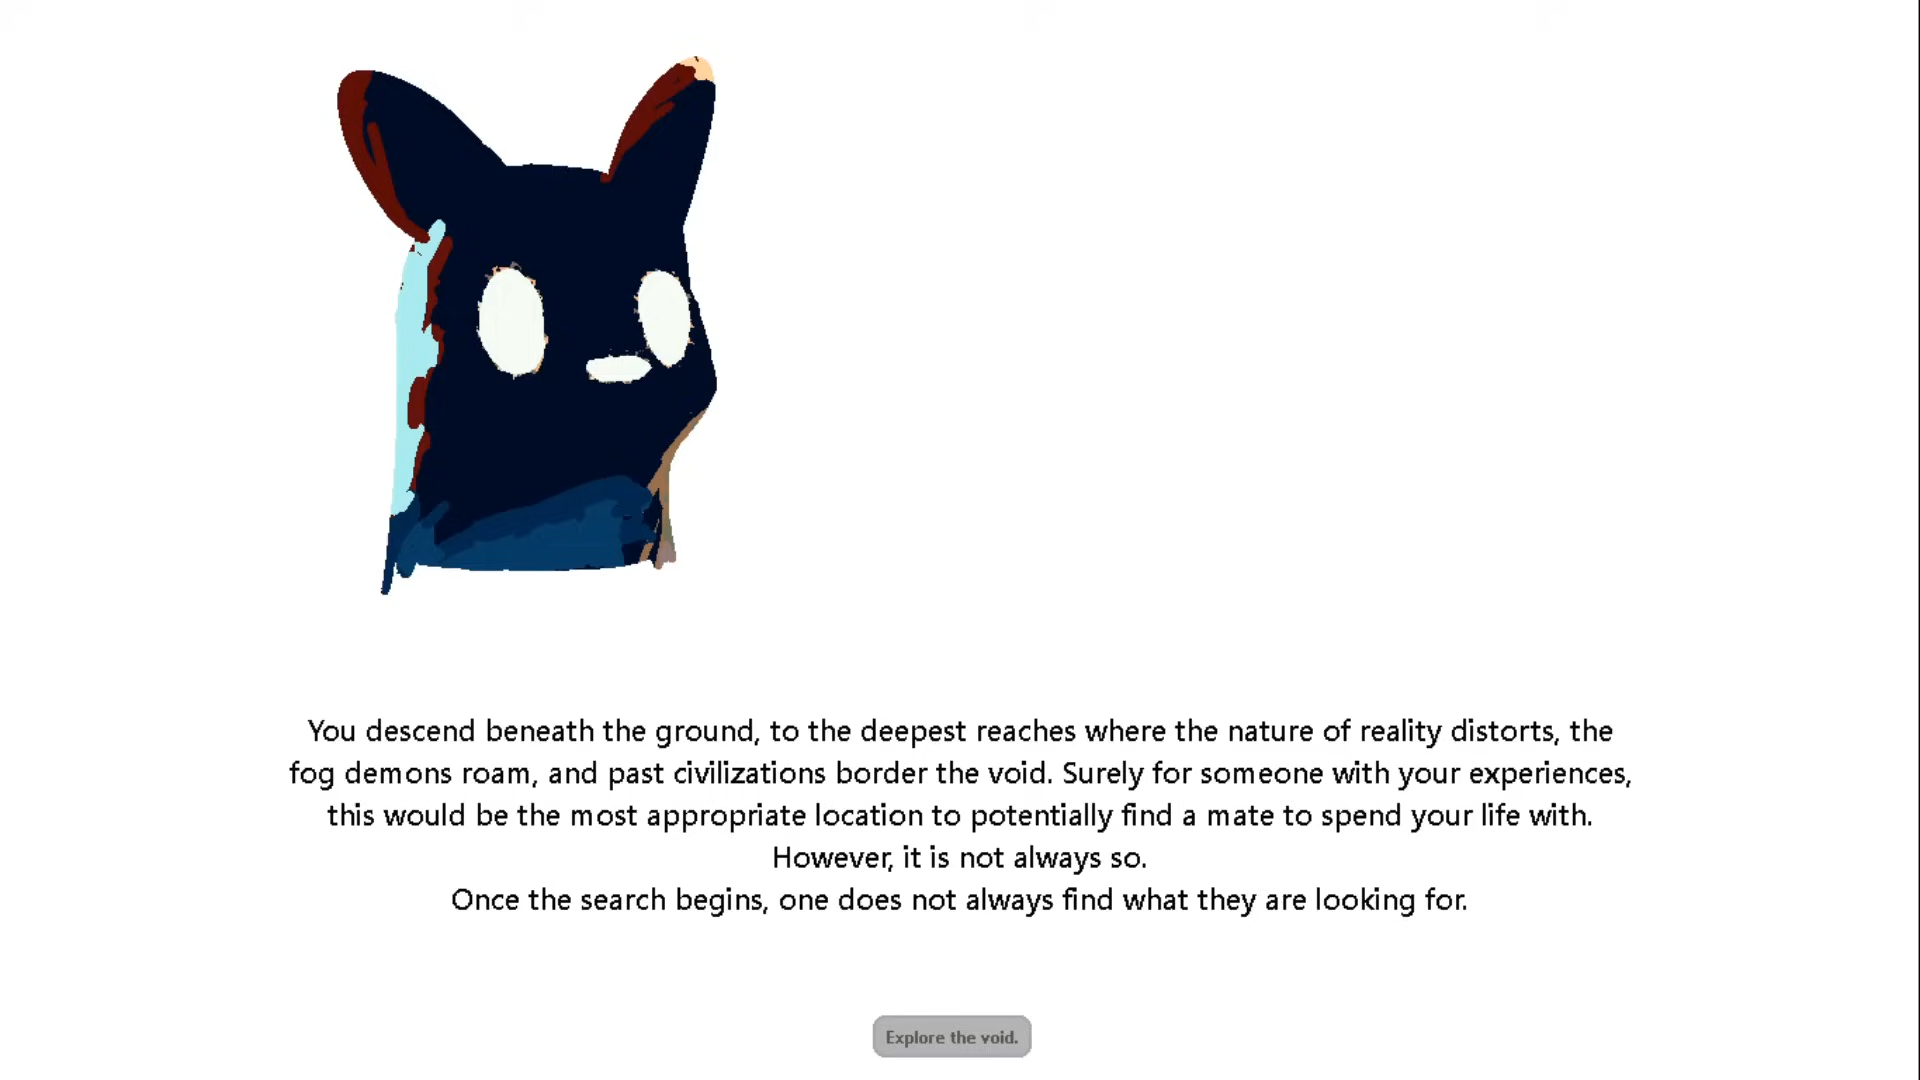 You descend beneath the ground, to the deepest reaches where the nature of reality distorts, the
fog demons roam, and past civilizations border the void. Surely for someone with your experiences,
this would be the most appropriate location to potentially find a mate to spend your life with.
However, it is not always so.
Once the search begins, one does not always find what they are looking for.
Explore the void.